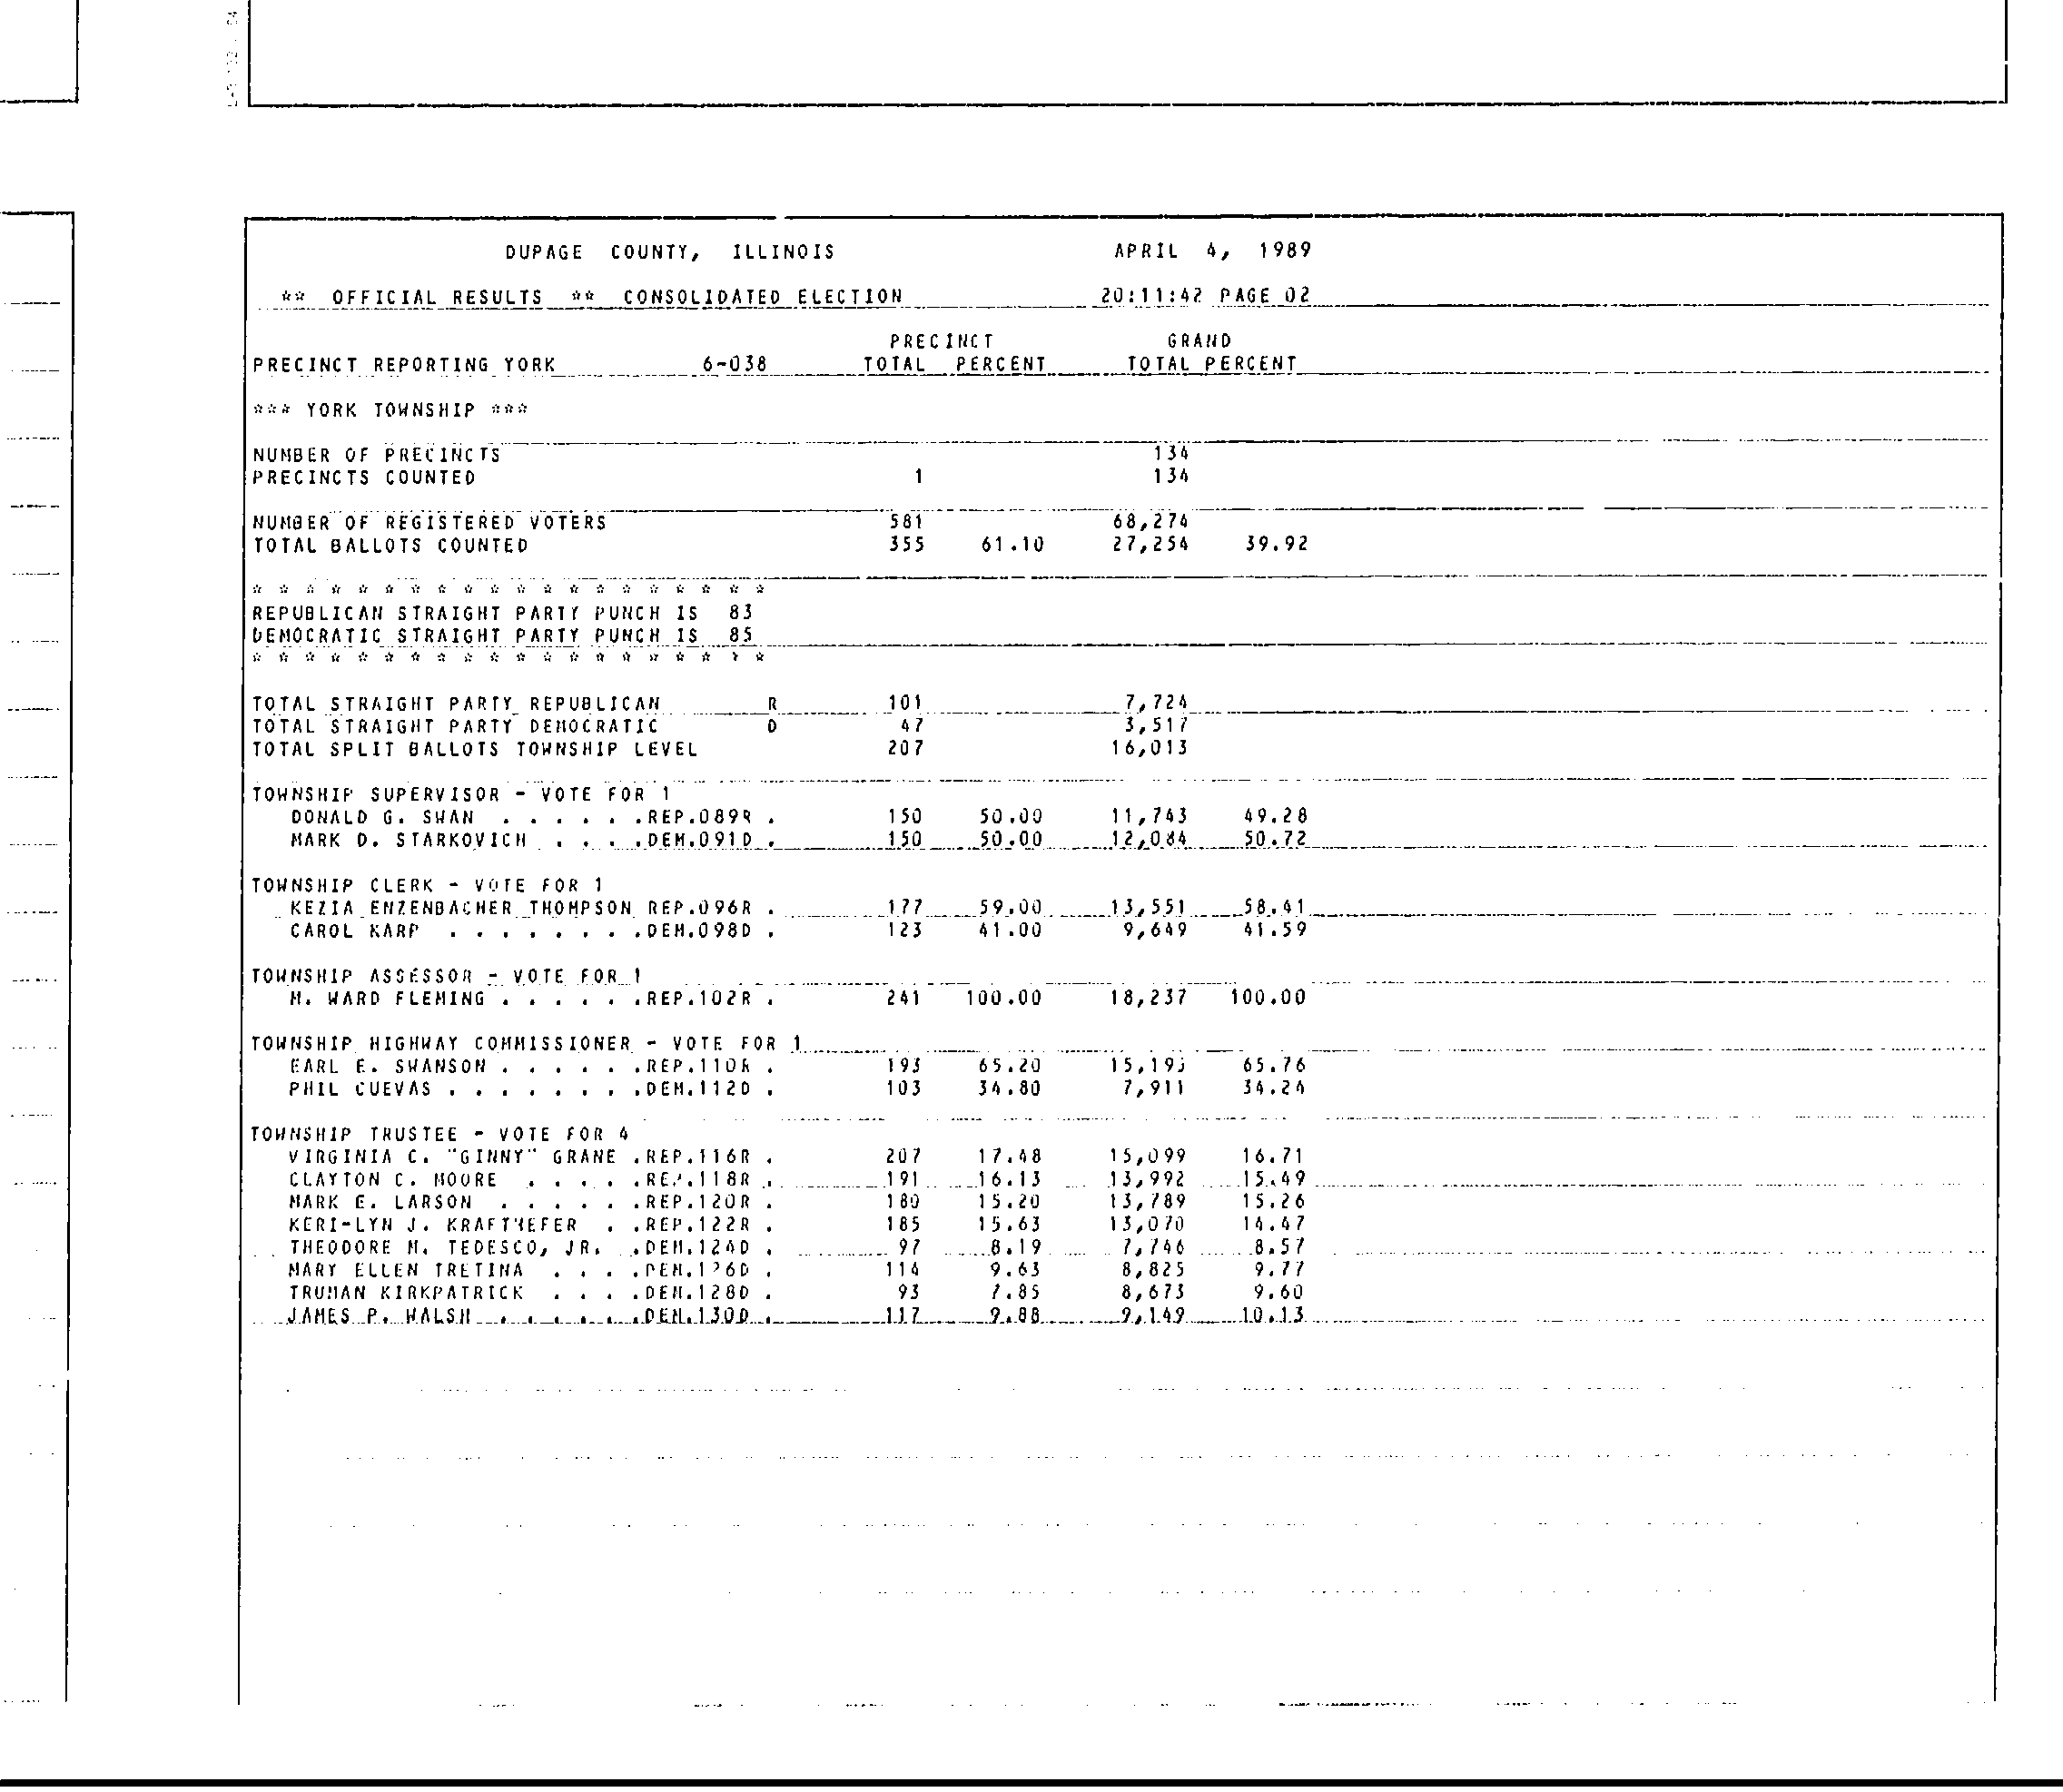 DUPAGE COUNTY, ILLINOIS APRIL 4, 1989
** OFFICIAL RESULTS ** CONSOLIDATED ELECTION 20:11:42 PAGE 02
PRECINCT GRAND
PRECINCT REPORTING YORK 6-038 TOTAL PERCENT TOTAL PERCENT
*** YORK TOWNSHIP ***
NUMBER OF PRECINCTS 134
PRECINCTS COUNTED 1 134
NUMBER OF REGISTERED VOTERS 581 68,274
TOTAL BALLOTS COUNTED 355 61.10 27,254 39.92
* * * * * * * * * * * * * * * * * * * *
REPUBLICAN STRAIGHT PARTY PUNCH IS 83
DEMOCRATIC STRAIGHT PARTY PUNCH IS 85
* * * * * * * * * * * * * * * * * * * *
TOTAL STRAIGHT PARTY REPUBLICAN R 101 7,724
TOTAL STRAIGHT PARTY DEMOCRATIC D 47 3,517
TOTAL SPLIT BALLOTS TOWNSHIP LEVEL 207 16,013
TOWNSHIP SUPERVISOR - VOTE FOR 1
DONALD G. SWAN . . . . . .REP.089R . 150 50.00 11,743 49.28
MARK D. STARKOVICH . . . .DEM.091D . 150 50.00 12,084 50.72
TOWNSHIP CLERK - VOTE FOR 1
KEZIA ENZENBACHER THOMPSON REP.096R . 177 59.00 13,551 58.41
CAROL KARP . . . . . . . .DEM.098D . 123 41.00 9,649 41.59
TOWNSHIP ASSESSOR - VOTE FOR 1
M. WARD FLEMING . . . . . .REP.102R . 241 100.00 18,237 100.00
TOWNSHIP HIGHWAY COMMISSIONER - VOTE FOR 1
EARL E. SWANSON . . . . . .REP.110R . 193 65.20 15,193 65.76
PHIL CUEVAS . . . . . . . .DEM.112D . 103 34.80 7,911 34.24
TOWNSHIP TRUSTEE - VOTE FOR 4
VIRGINIA C. "GINNY" GRANE .REP.116R . 207 17.48 15,099 16.71
CLAYTON C. MOORE . . . . .REP.118R . 191 16.13 13,992 15.49
MARK E. LARSON . . . . . .REP.120R . 180 15.20 13,789 15.26
KERI-LYN J. KRAFTHEFER . .REP.122R . 185 15.63 13,070 14.47
THEODORE M. TEDESCO, JR. .DEM.124D . 97 8.19 7,746 8.57
MARY ELLEN TRETINA . . . .DEM.126D . 114 9.63 8,825 9.77
TRUMAN KIRKPATRICK . . . .DEM.128D . 93 7.85 8,673 9.60
JAMES P. WALSH . . . . . .DEM.130D . 117 9.88 9,149 10.13